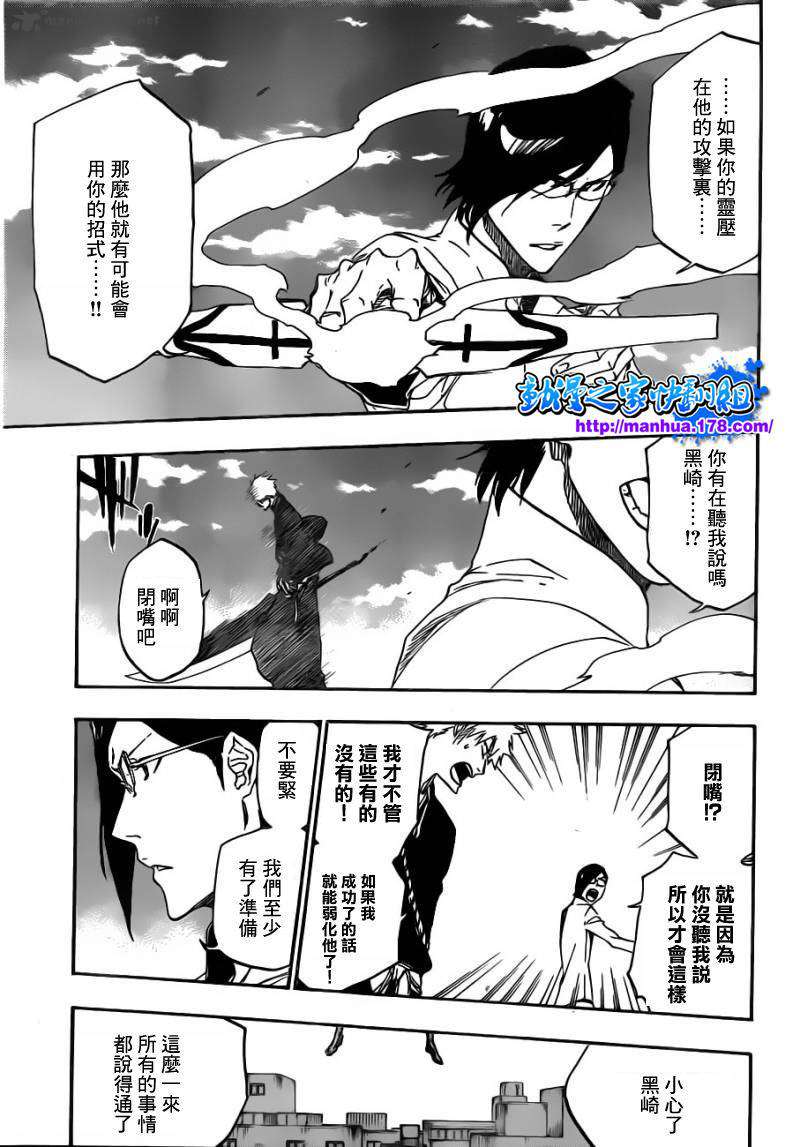 ……如果你的靈壓
在他的攻擊裏……
那麼他就有可能會
用你的招式……!!
動漫之家快翻組
http://manhua.178.com/
你有在聽我說嗎
黑崎……!?
啊啊
閉嘴吧
閉嘴!?
就是因為
你沒聽我說
所以才會這樣
我才不管
這些有的
沒有的！
如果我
成功了的話
就能弱化他了！
不要緊
我們至少
有了準備
小心了
黑崎
這麼一來
所有的事情
都說得通了